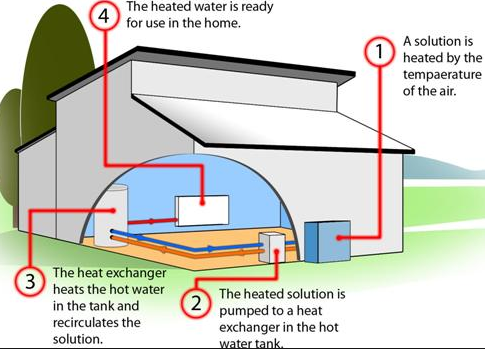 4
The heated water is ready
for use in the home.
1
A solution is
heated by the
tempaerature
of the air.
3
The heat exchanger
heats the hot water
in the tank and
recirculates the
solution.
2
The heated solution is
pumped to a heat
exchanger in the hot
water tank.